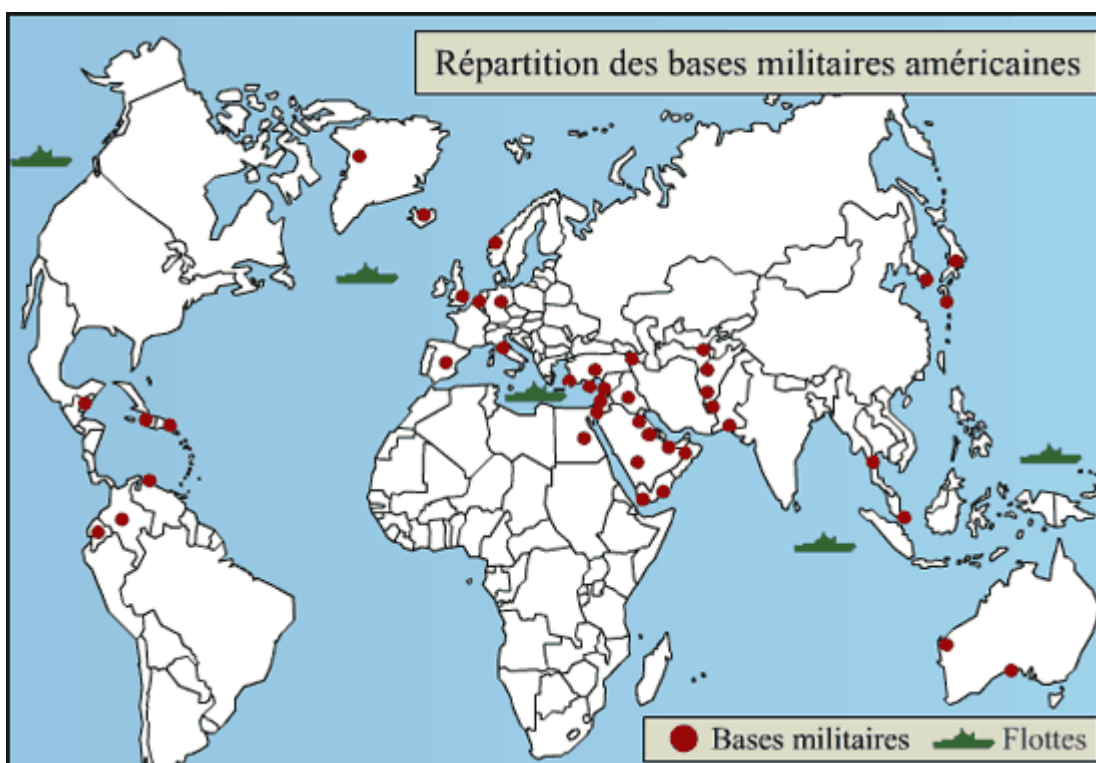 Répartition des bases militaires américaines
Bases militaires
Flottes